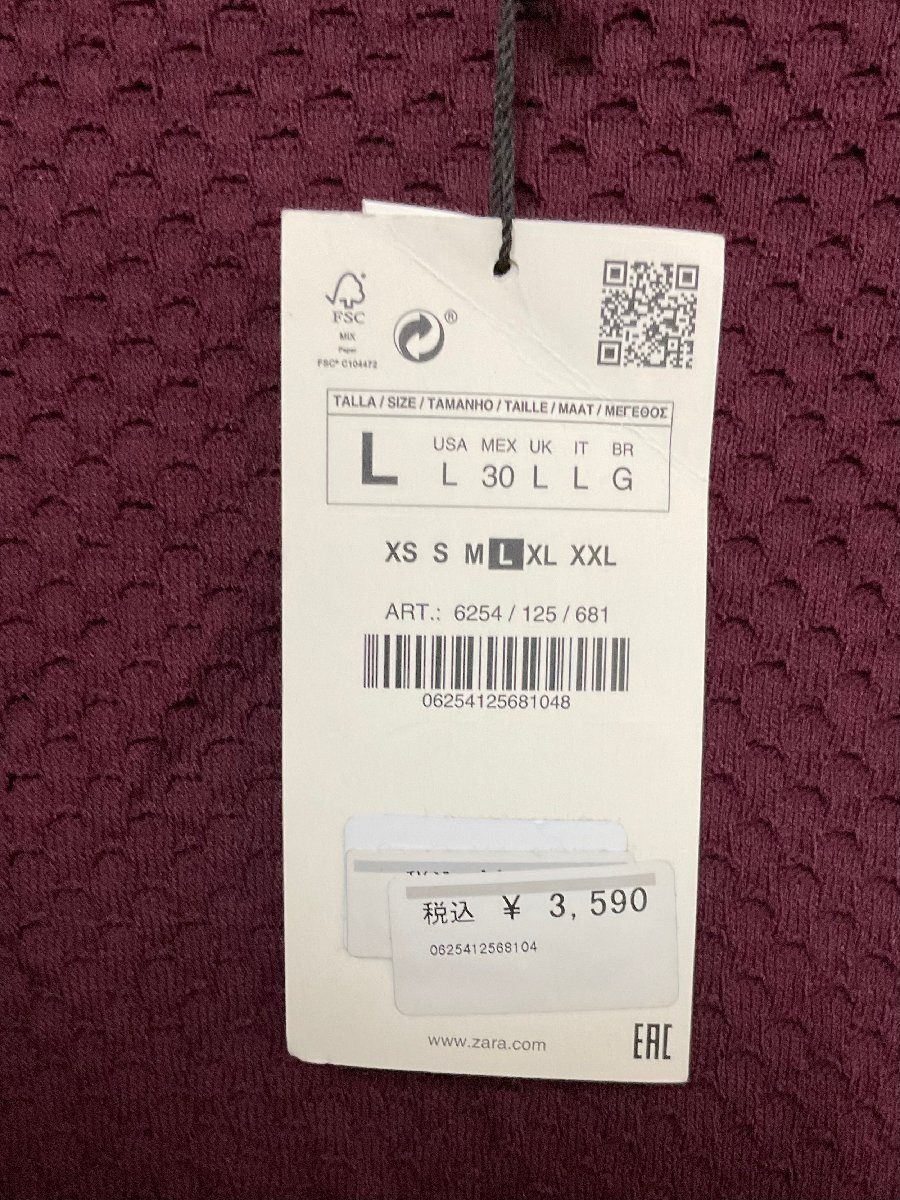 FSC
MIX
Paper
FSC® C104472
®
TALLA / SIZE / TAMANHO / TAILLE / MAAT / ΜΕΓΕΘΟΣ
L
USA MEX UK IT BR
L 30 L L G
XS S M L XL XXL
ART.: 6254 / 125 / 681
06254125681048
税込 ¥ 3,590
0625412568104
www.zara.com
EAC